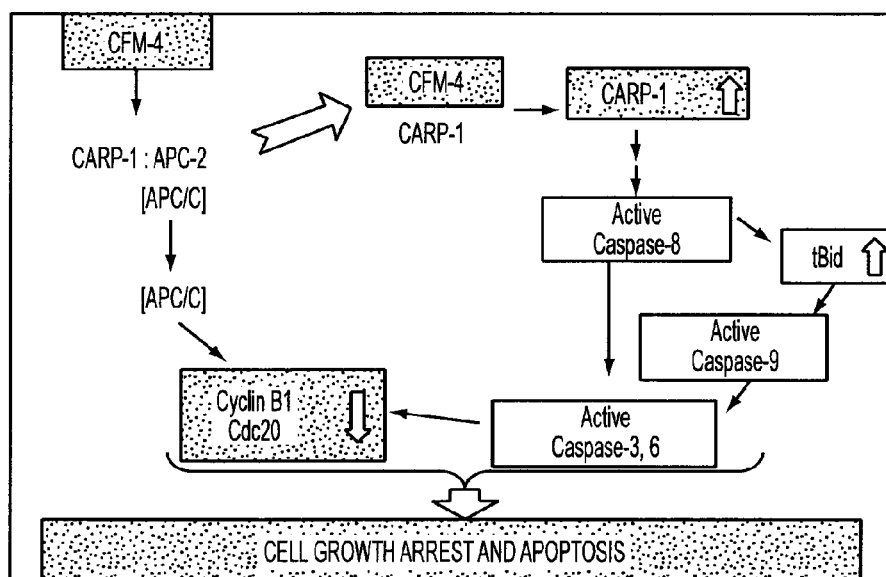 CFM-4
CARP-1 : APC-2
[APC/C]
[APC/C]
CFM-4
CARP-1
CARP-1
Active
Caspase-8
tBid
Active
Caspase-9
Active
Caspase-3, 6
Cyclin B1
Cdc20
CELL GROWTH ARREST AND APOPTOSIS